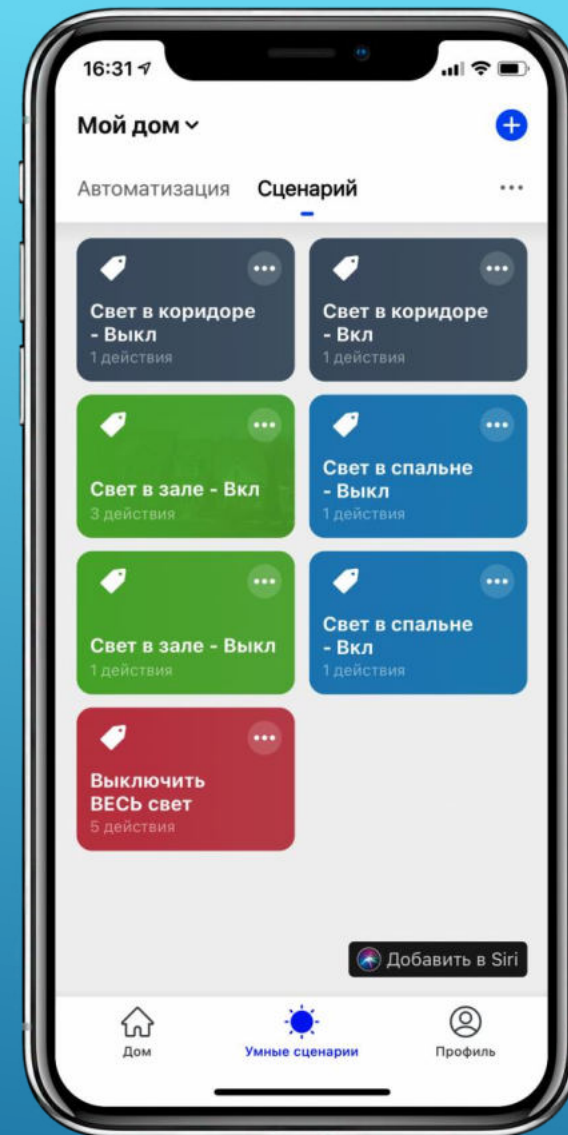 16:31
Мой дом
Автоматизация Сценарий
Свет в коридоре
- Выкл
1 действия
Свет в коридоре
- Вкл
1 действия
Свет в зале - Вкл
3 действия
Свет в спальне
- Выкл
1 действия
Свет в зале - Выкл
1 действия
Свет в спальне
- Вкл
1 действия
Выключить
ВЕСЬ свет
5 действия
Добавить в Siri
Дом
Умные сценарии
Профиль